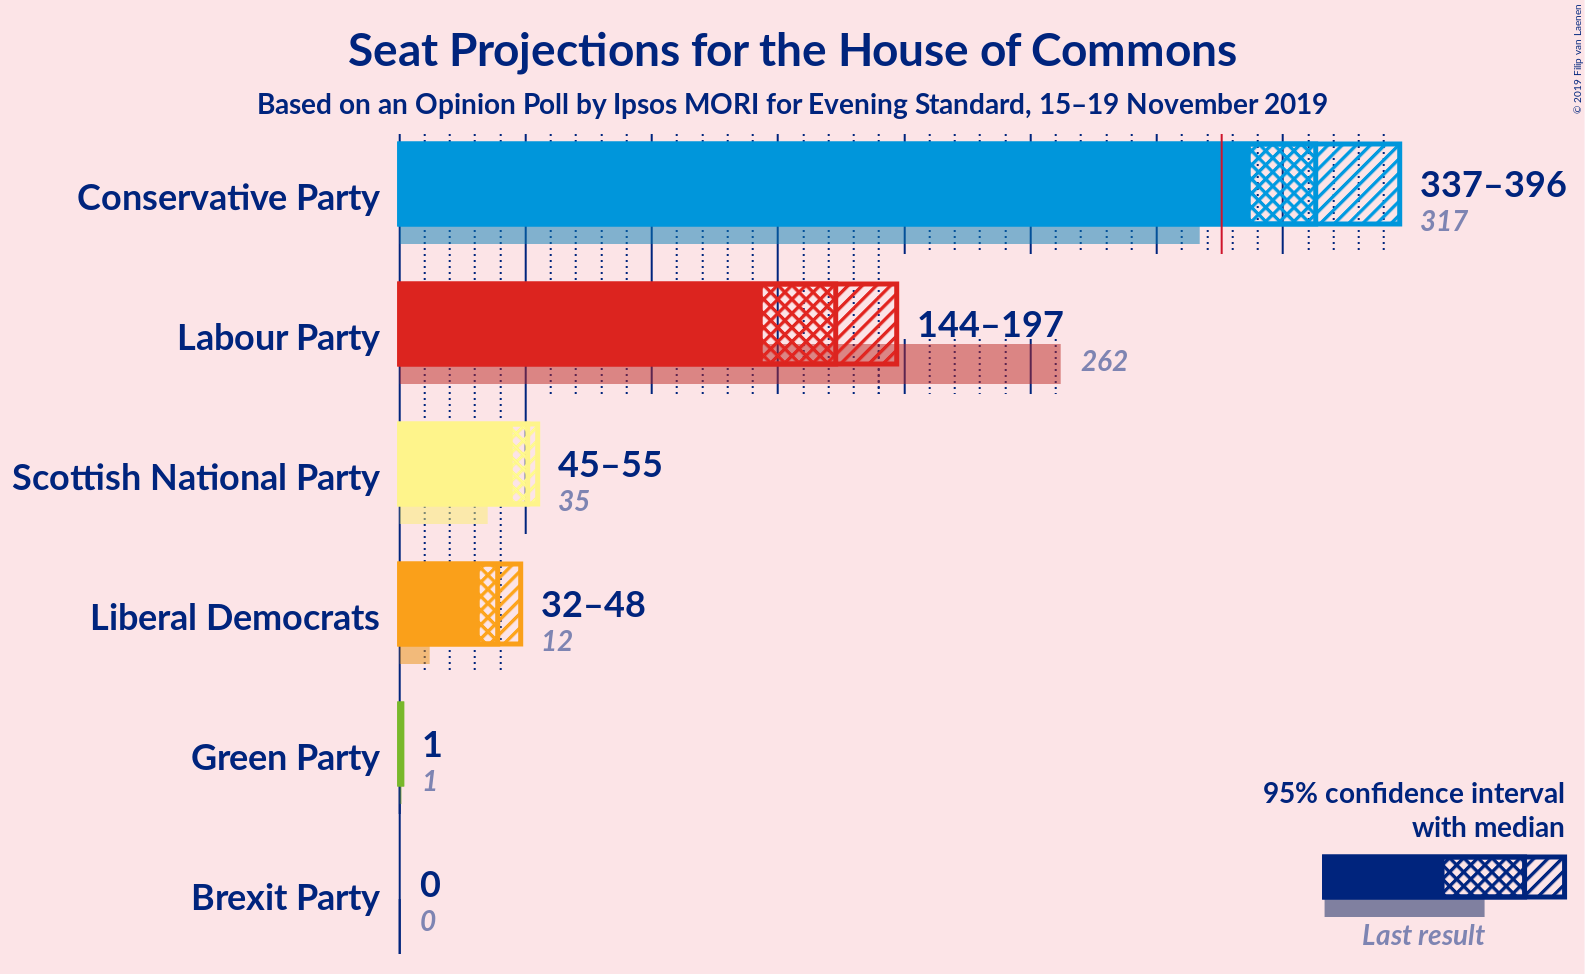 Seat Projections for the House of Commons
Based on an Opinion Poll by Ipsos MORI for Evening Standard, 15–19 November 2019
© 2019 Filip van Laenen
Conservative Party
337–396
317
Labour Party
144–197
262
Scottish National Party
45–55
35
Liberal Democrats
32–48
12
Green Party
1
1
Brexit Party
0
0
95% confidence interval
with median
Last result